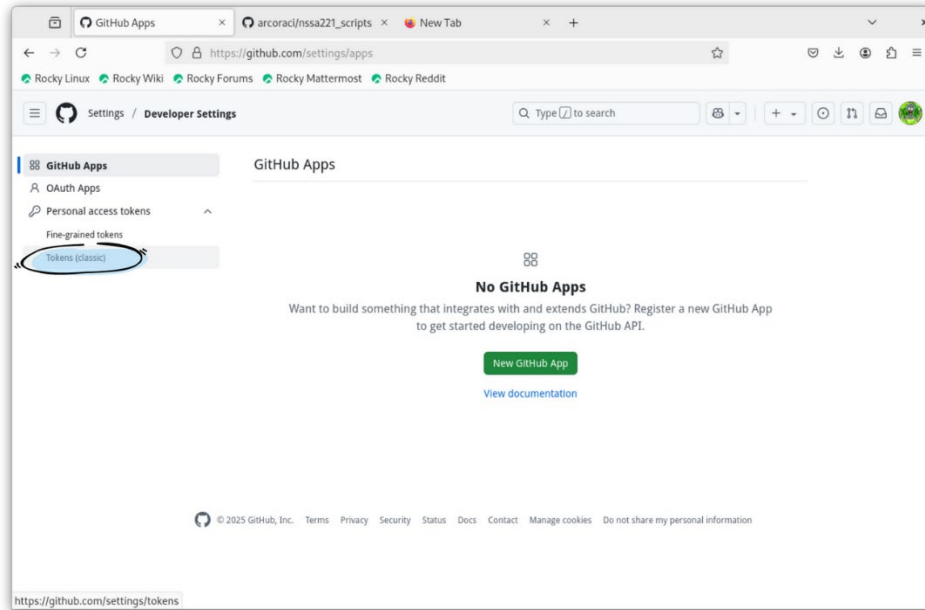 GitHub Apps
arcoraci/nssa221_scripts
New Tab
https://github.com/settings/apps
Rocky Linux Rocky Wiki Rocky Forums Rocky Mattermost Rocky Reddit
Settings / Developer Settings
Type / to search
GitHub Apps
OAuth Apps
Personal access tokens
Fine-grained tokens
Tokens (classic)
GitHub Apps
No GitHub Apps
Want to build something that integrates with and extends GitHub? Register a new GitHub App
to get started developing on the GitHub API.
New GitHub App
View documentation
© 2025 GitHub, Inc. Terms Privacy Security Status Docs Contact Manage cookies Do not share my personal information
https://github.com/settings/tokens